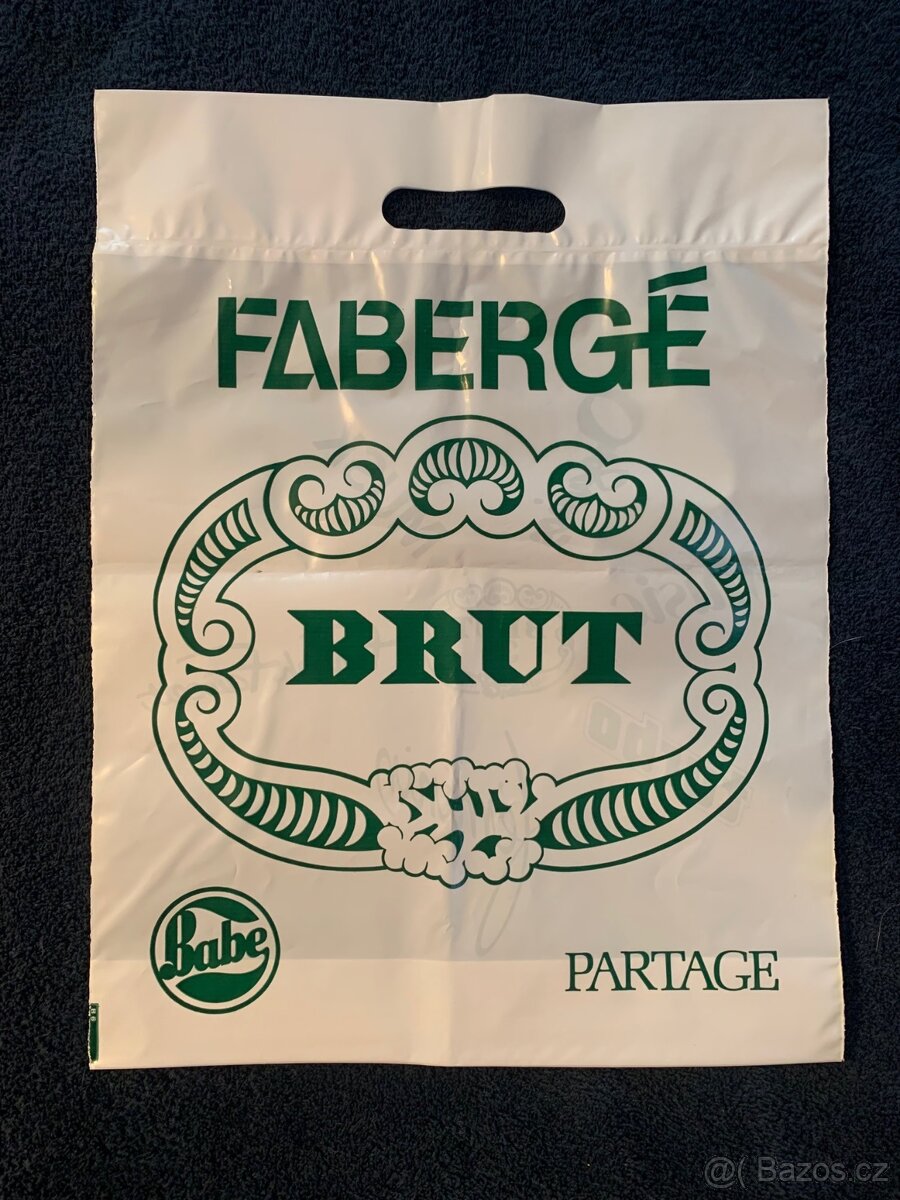 FABERGÉ
BRUT
Babe
PARTAGE
@( Bazos.cz